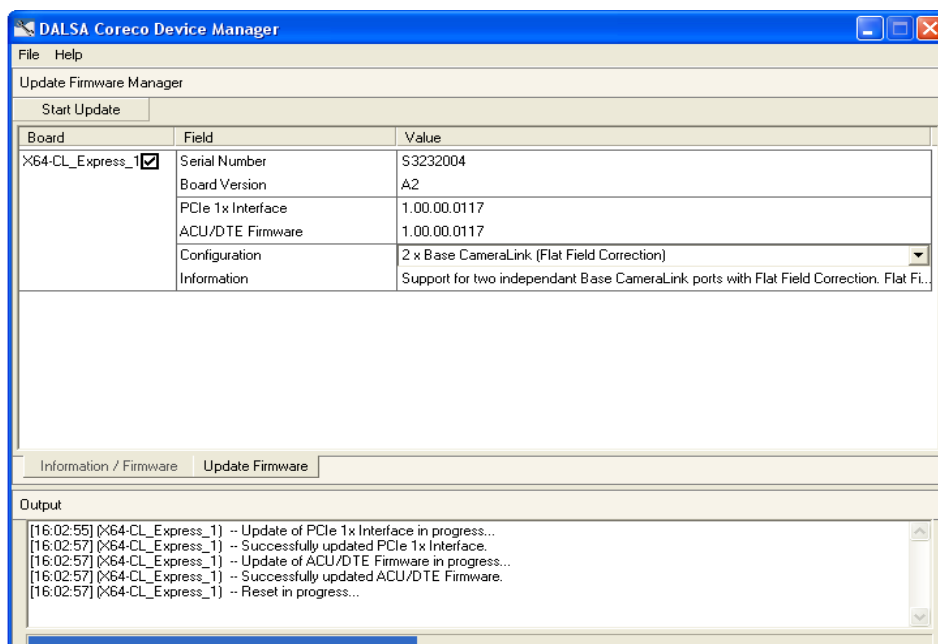 DALSA Coreco Device Manager
File Help
Update Firmware Manager
Start Update
Board Field Value
X64-CL_Express_1 Serial Number S3232004
Board Version A2
PCIe 1x Interface 1.00.00.0117
ACU/DTE Firmware 1.00.00.0117
Configuration 2 x Base CameraLink (Flat Field Correction)
Information Support for two independant Base CameraLink ports with Flat Field Correction. Flat Fi...
Information / Firmware Update Firmware
Output
[16:02:55] (X64-CL_Express_1) -- Update of PCIe 1x Interface in progress...
[16:02:57] (X64-CL_Express_1) -- Successfully updated PCIe 1x Interface.
[16:02:57] (X64-CL_Express_1) -- Update of ACU/DTE Firmware in progress...
[16:02:57] (X64-CL_Express_1) -- Successfully updated ACU/DTE Firmware.
[16:02:57] (X64-CL_Express_1) -- Reset in progress...